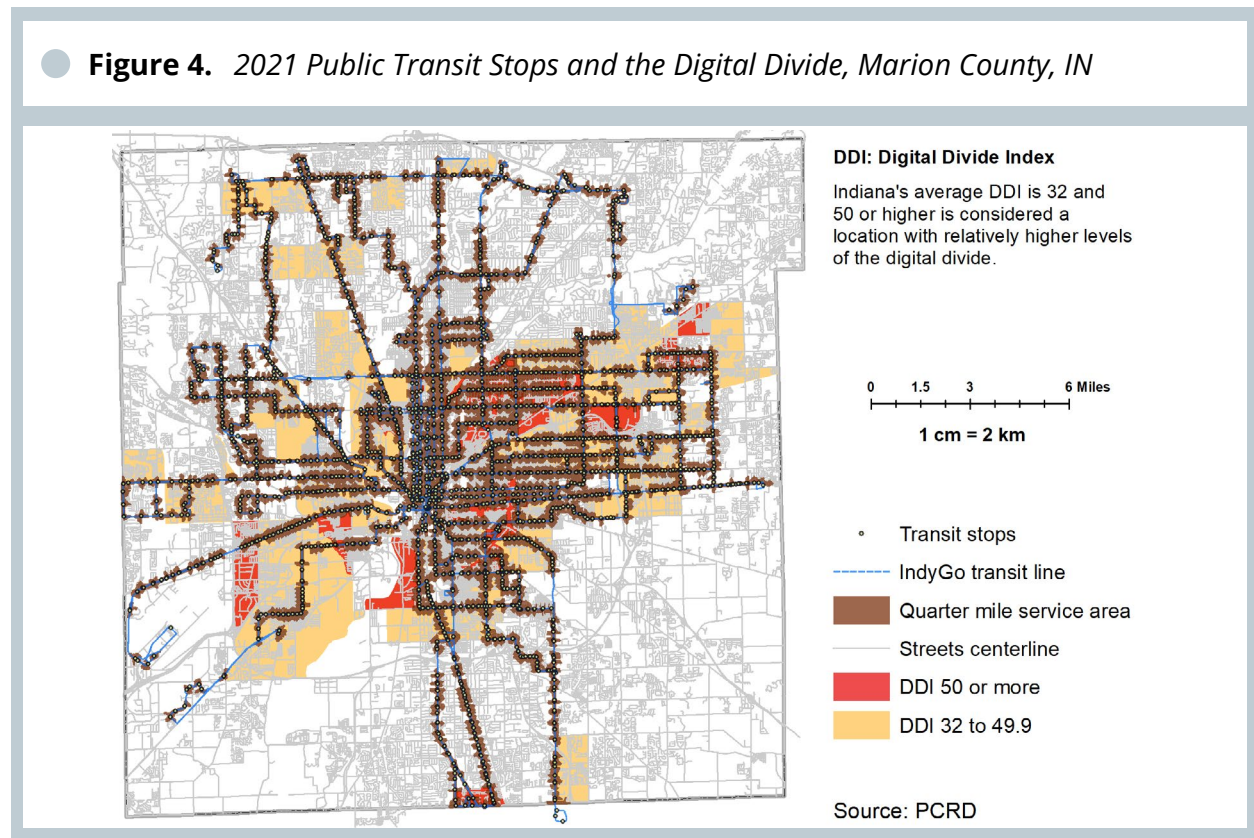 Figure 4. 2021 Public Transit Stops and the Digital Divide, Marion County, IN
DDI: Digital Divide Index
Indiana's average DDI is 32 and
50 or higher is considered a
location with relatively higher levels
of the digital divide.
0 1.5 3 6 Miles
1 cm = 2 km
Transit stops
IndyGo transit line
Quarter mile service area
Streets centerline
DDI 50 or more
DDI 32 to 49.9
Source: PCRD